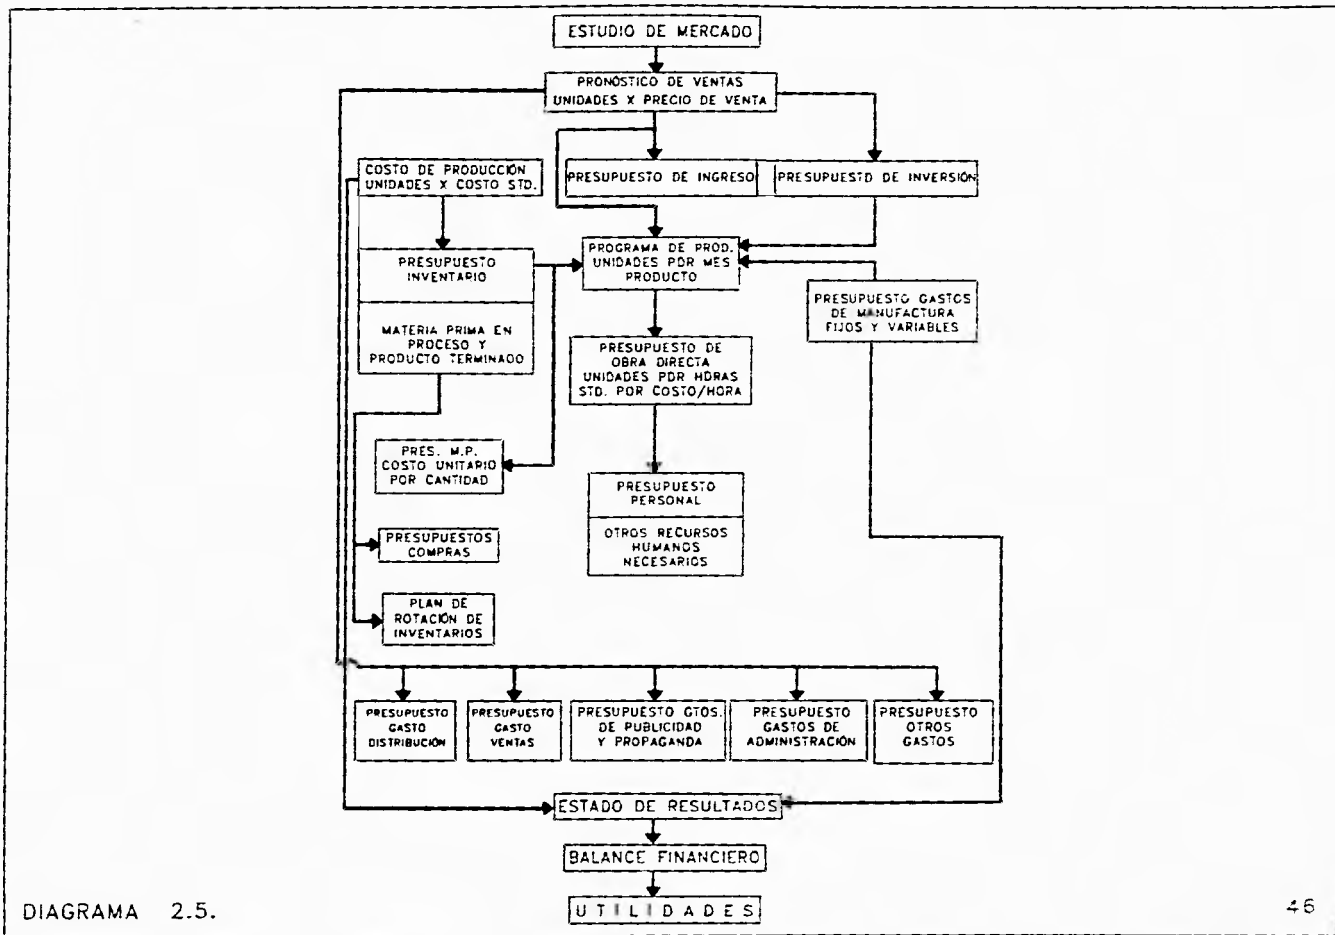 ESTUDIO DE MERCADO
PRONÓSTICO DE VENTAS
UNIDADES X PRECIO DE VENTA
COSTO DE PRODUCCIÓN
UNIDADES X COSTO STD.
PRESUPUESTO DE INGRESO
PRESUPUESTO DE INVERSIÓN
PRESUPUESTO
INVENTARIO
MATERIA PRIMA EN
PROCESO Y
PRODUCTO TERMINADO
PROGRAMA DE PROD.
UNIDADES POR MES
PRODUCTO
PRESUPUESTO GASTOS
DE MANUFACTURA
FIJOS Y VARIABLES
PRESUPUESTO DE
OBRA DIRECTA
UNIDADES POR HORAS
STD. POR COSTO/HORA
PRES. M.P.
COSTO UNITARIO
POR CANTIDAD
PRESUPUESTO
PERSONAL
OTROS RECURSOS
HUMANOS
NECESARIOS
PRESUPUESTOS
COMPRAS
PLAN DE
ROTACIÓN DE
INVENTARIOS
PRESUPUESTO
GASTO
DISTRIBUCIÓN
PRESUPUESTO
GASTO
VENTAS
PRESUPUESTO GTOS.
DE PUBLICIDAD
Y PROPAGANDA
PRESUPUESTO
GASTOS DE
ADMINISTRACIÓN
PRESUPUESTO
OTROS
GASTOS
ESTADO DE RESULTADOS
BALANCE FINANCIERO
UTILIDADES
DIAGRAMA 2.5.
46